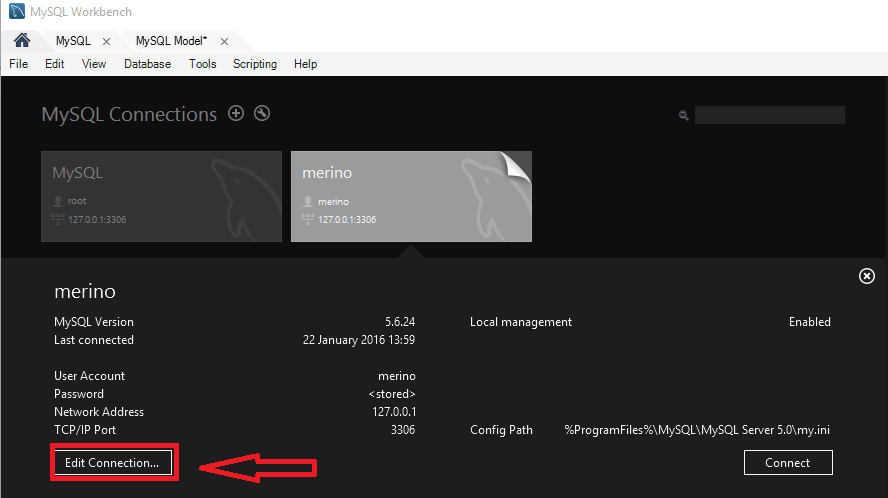 MySQL Workbench
MySQL MySQL Model*
File Edit View Database Tools Scripting Help
MySQL Connections
MySQL
root
127.0.0.1:3306
merino
merino
127.0.0.1:3306
merino
MySQL Version 5.6.24 Local management Enabled
Last connected 22 January 2016 13:59
User Account merino
Password <stored>
Network Address 127.0.0.1
TCP/IP Port 3306 Config Path %ProgramFiles%\MySQL\MySQL Server 5.0\my.ini
Edit Connection... Connect